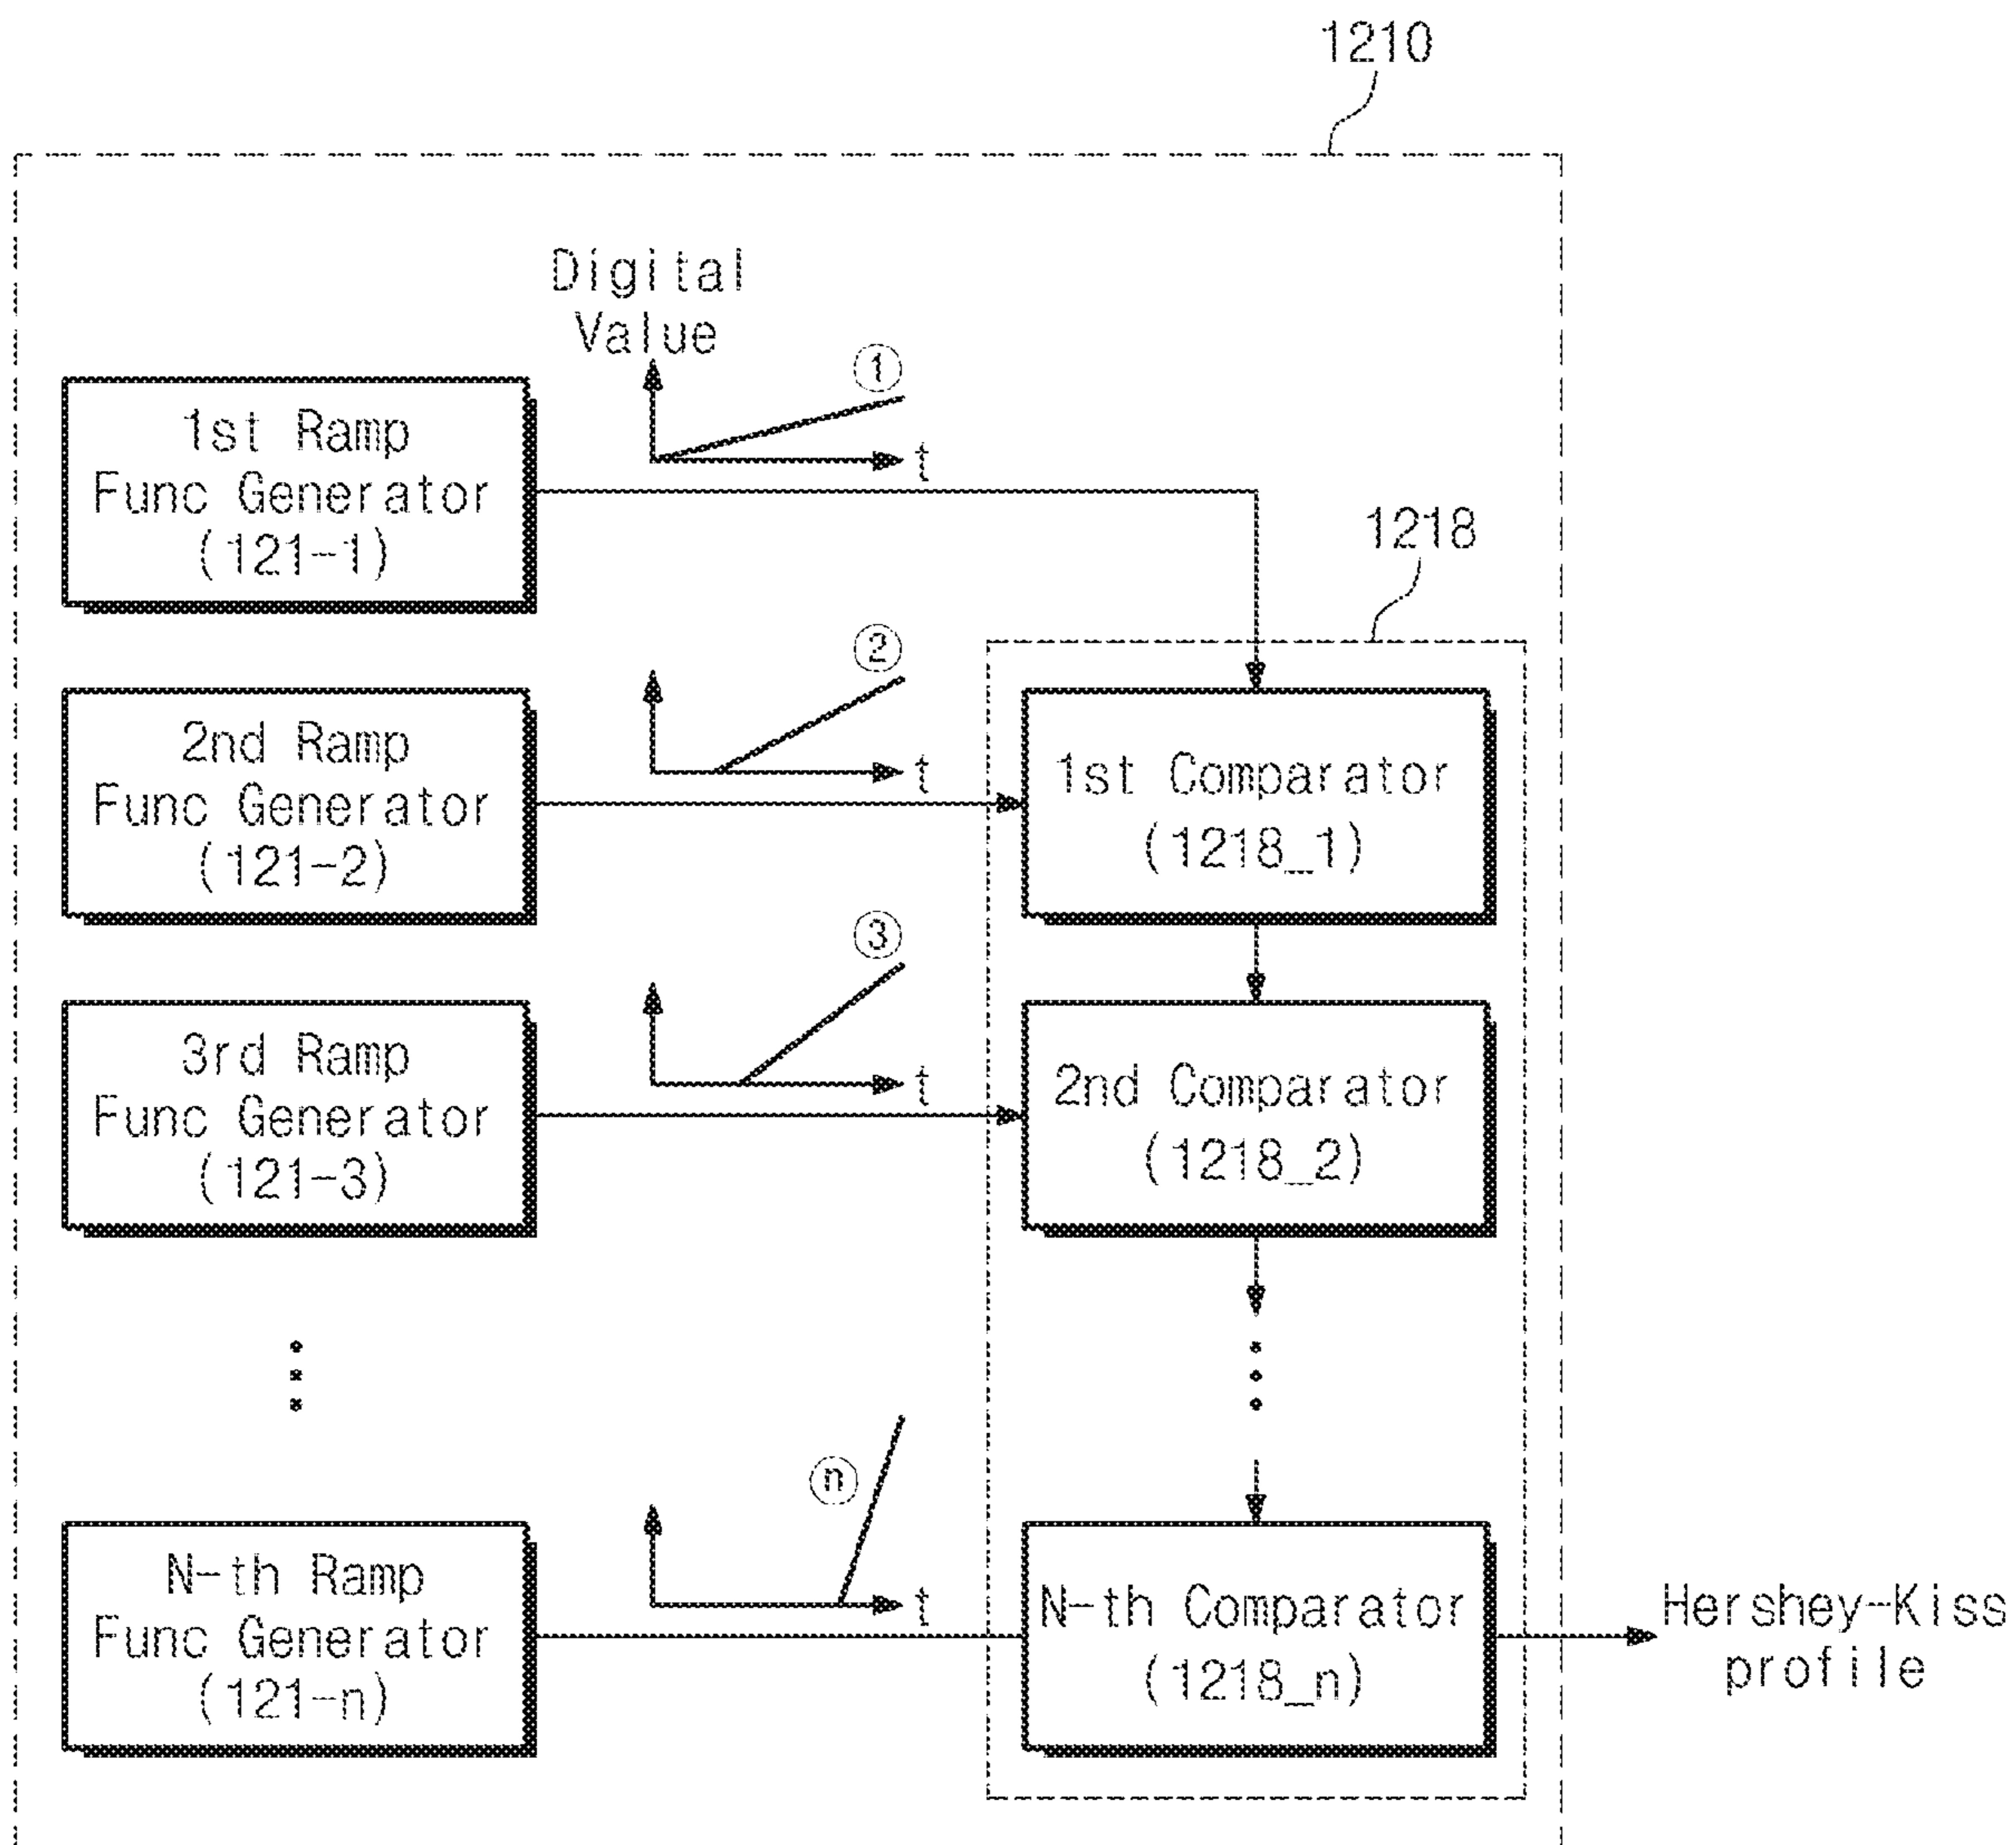 1210
Digital
Value
①
1st Ramp
Func Generator
(121-1)
t
1218
②
2nd Ramp
Func Generator
(121-2)
t
1st Comparator
(1218_1)
③
3rd Ramp
Func Generator
(121-3)
t
2nd Comparator
(1218_2)
ⓝ
N-th Ramp
Func Generator
(121-n)
t
N-th Comparator
(1218_n)
Hershey-Kiss
profile